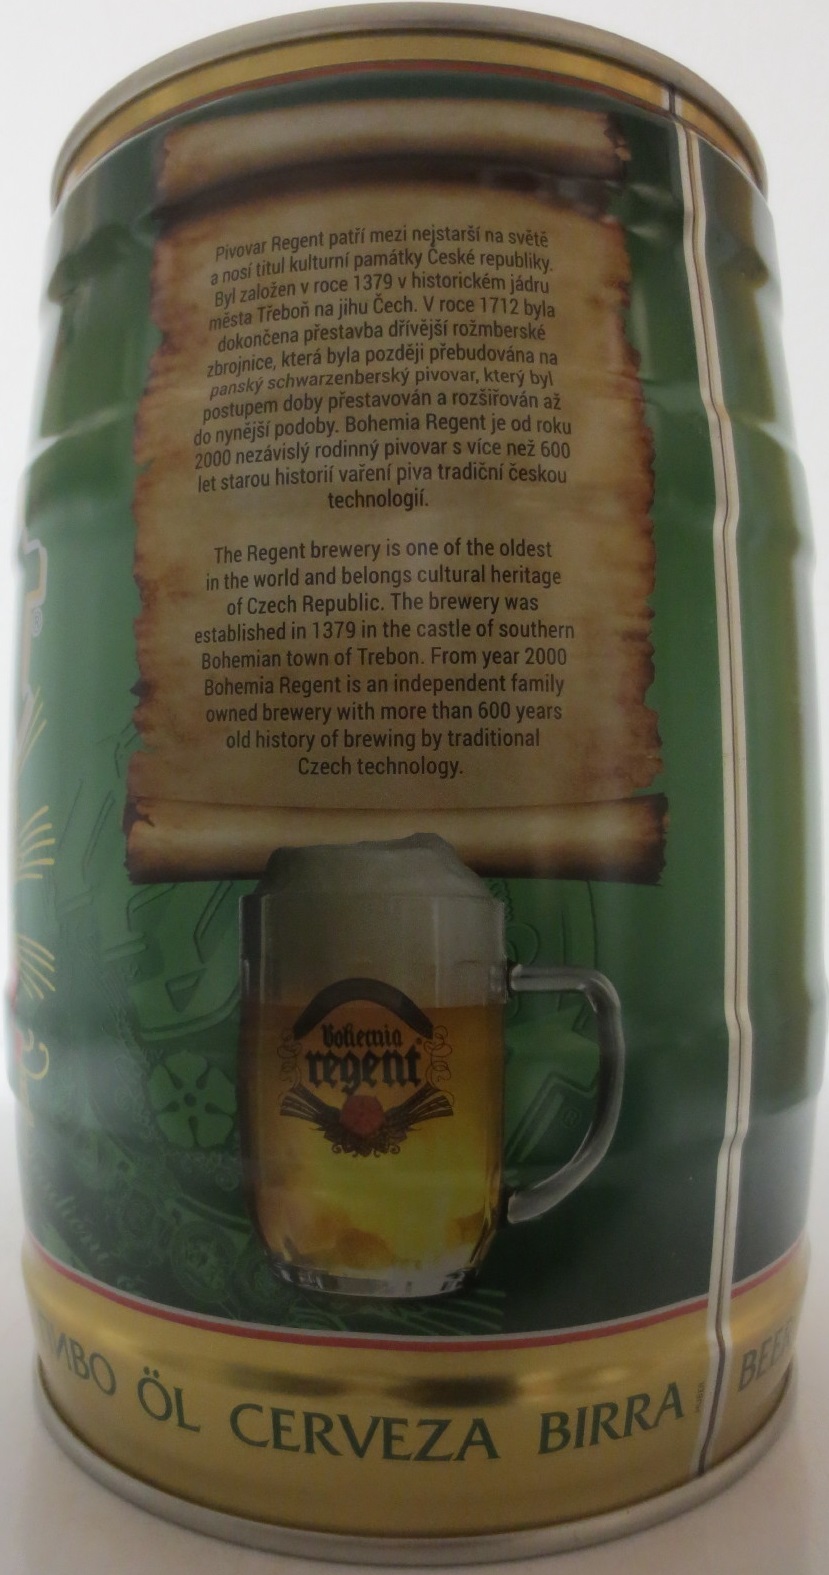 Pivovar Regent patří mezi nejstarší na světě
a nosí titul kulturní památky České republiky.
Byl založen v roce 1379 v historickém jádru
města Třeboň na jihu Čech. V roce 1712 byla
dokončena přestavba dřívější rožmberské
zbrojnice, která byla později přebudována na
panský schwarzenberský pivovar, který byl
postupem doby přestavován a rozšiřován až
do nynější podoby. Bohemia Regent je od roku
2000 nezávislý rodinný pivovar s více než 600
let starou historií vaření piva tradiční českou
technologií.
The Regent brewery is one of the oldest
in the world and belongs cultural heritage
of Czech Republic. The brewery was
established in 1379 in the castle of southern
Bohemian town of Trebon. From year 2000
Bohemia Regent is an independent family
owned brewery with more than 600 years
old history of brewing by traditional
Czech technology.
Bohemia
regent
ПИВО ÖL CERVEZA BIRRA BEER